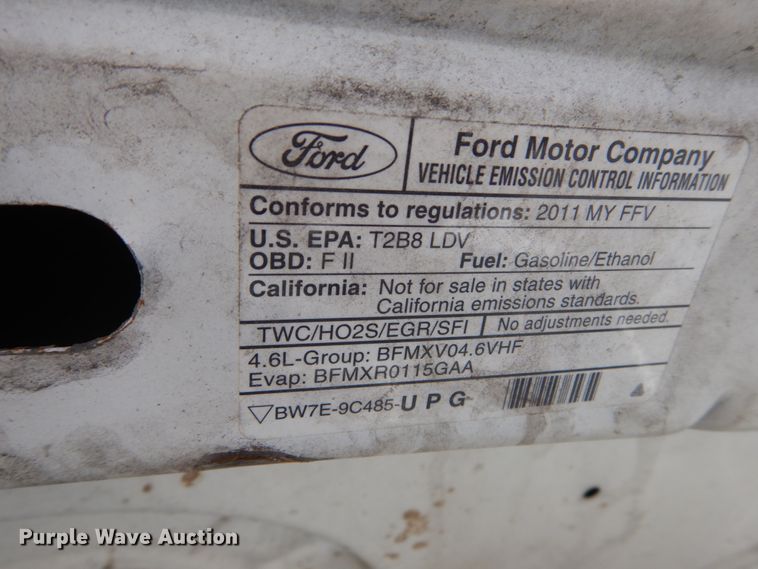 Ford
Ford Motor Company
VEHICLE EMISSION CONTROL INFORMATION
Conforms to regulations: 2011 MY FFV
U.S. EPA: T2B8 LDV
OBD: F II Fuel: Gasoline/Ethanol
California: Not for sale in states with
California emissions standards.
TWC/HO2S/EGR/SFI No adjustments needed.
4.6L-Group: BFMXV04.6VHF
Evap: BFMXR0115GAA
BW7E-9C485-UPG
Purple Wave Auction